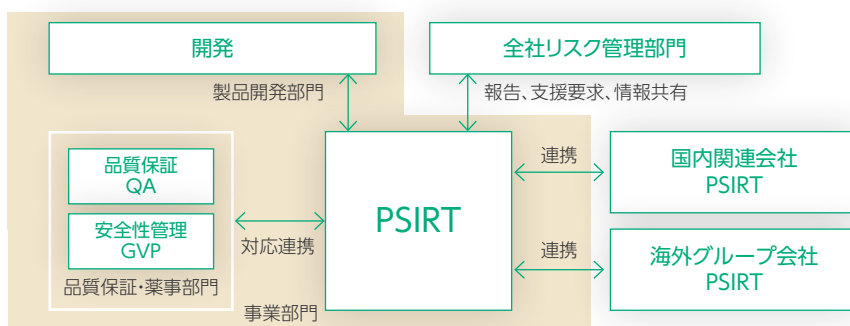 開発
全社リスク管理部門
製品開発部門
報告、支援要求、情報共有
品質保証
QA
安全性管理
GVP
品質保証・薬事部門
対応連携
事業部門
PSIRT
連携
国内関連会社
PSIRT
連携
海外グループ会社
PSIRT